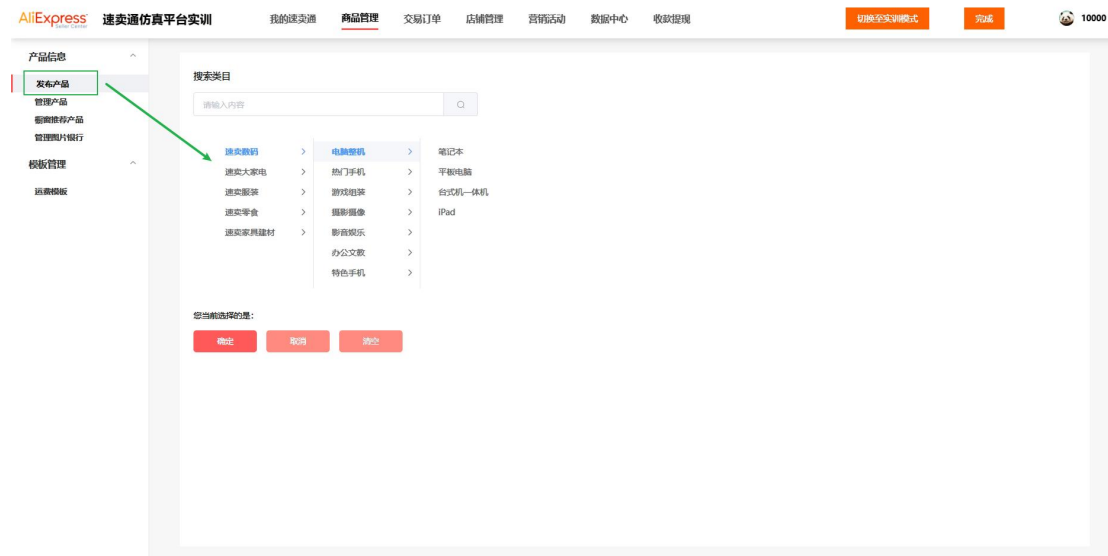 AliExpress
Seller Center
速卖通仿真平台实训
我的速卖通
商品管理
交易订单
店铺管理
营销活动
数据中心
收款提现
切换至实训模式
完成
10000
产品信息
发布产品
管理产品
橱窗推荐产品
管理图片银行
模板管理
运费模板
搜索类目
请输入内容
速卖数码
速卖大家电
速卖服装
速卖零食
速卖家具建材
电脑整机
热门手机
游戏组装
摄影摄像
影音娱乐
办公文教
特色手机
笔记本
平板电脑
台式机一体机
iPad
您当前选择的是：
确定
取消
清空